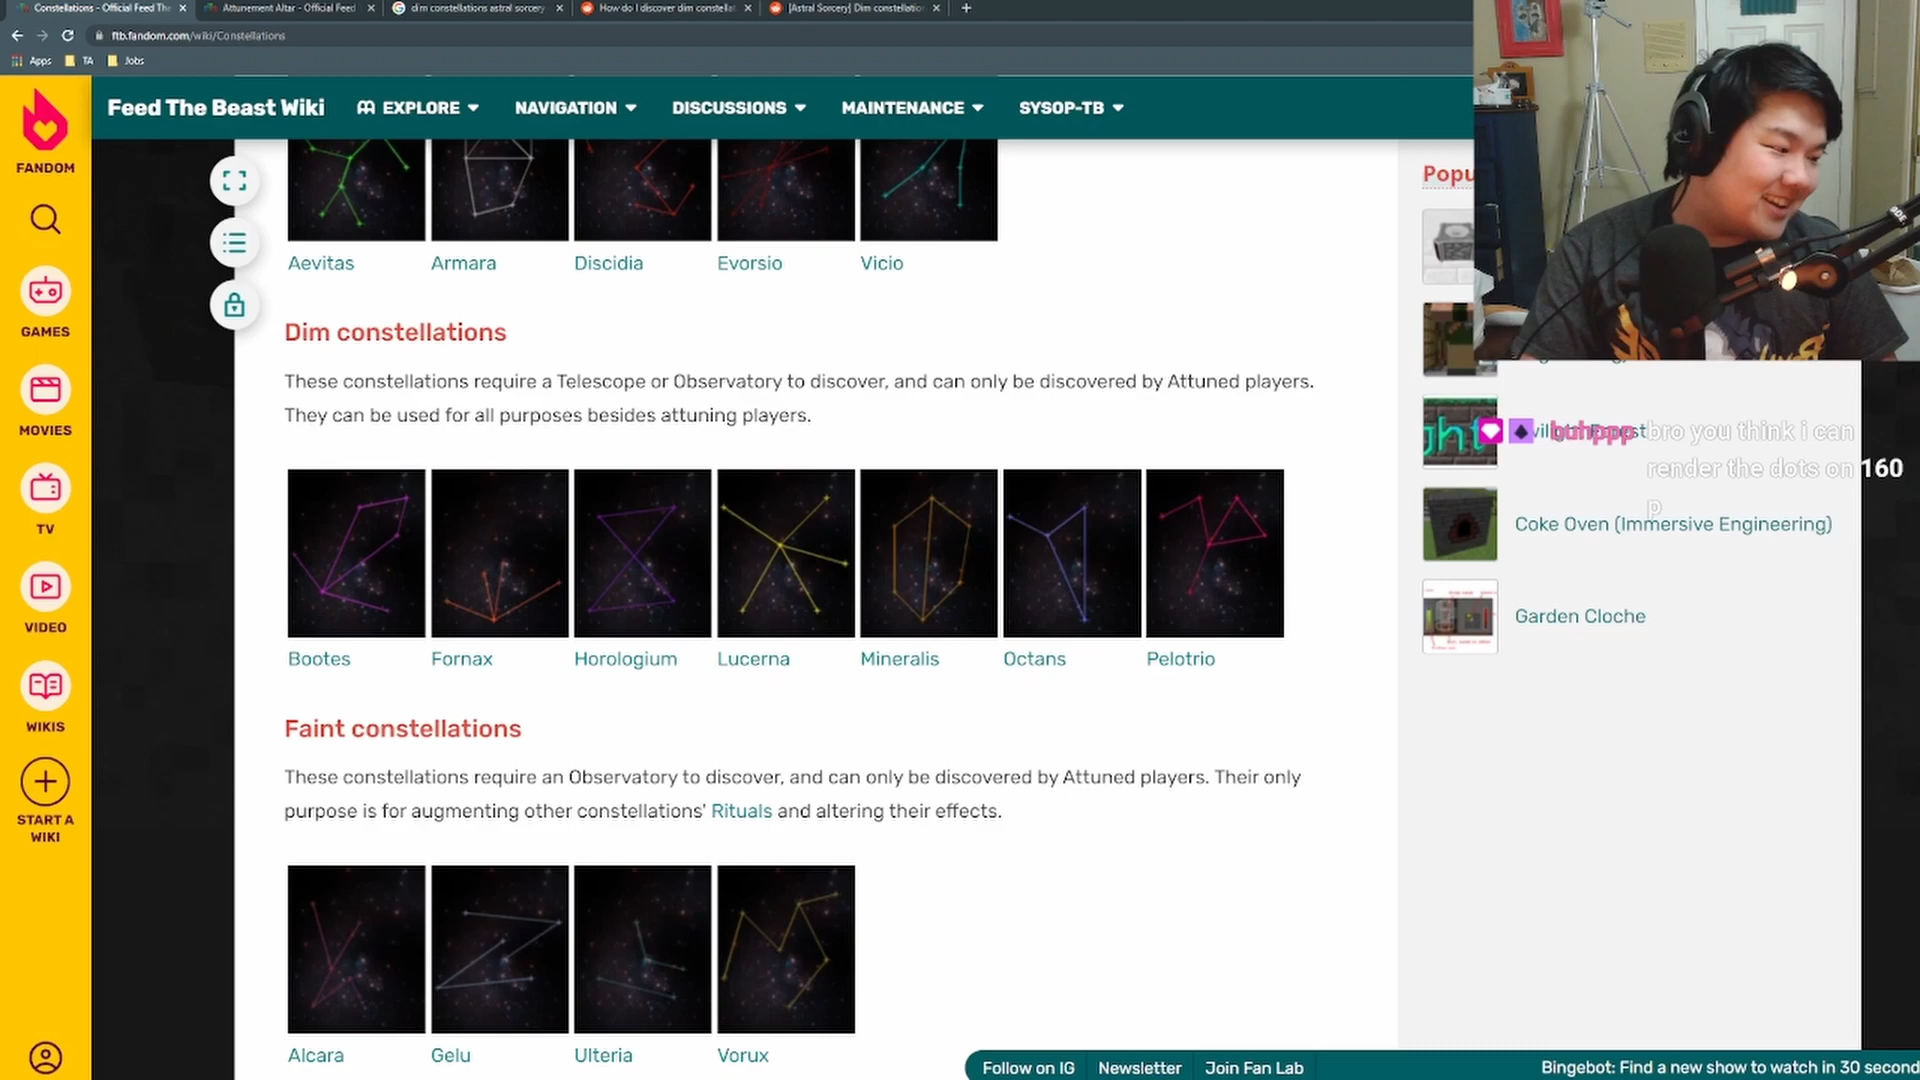 Constellations - Official Feed The
Attunement Altar - Official Feed
dim constellations astral sorcery
How do I discover dim constellat
[Astral Sorcery] Dim constellatio
ftb.fandom.com/wiki/Constellations
Apps
TA
Jobs
FANDOM
GAMES
MOVIES
TV
VIDEO
WIKIS
START A
WIKI
Feed The Beast Wiki
EXPLORE
NAVIGATION
DISCUSSIONS
MAINTENANCE
SYSOP-TB
Aevitas
Armara
Discidia
Evorsio
Vicio
Dim constellations
These constellations require a Telescope or Observatory to discover, and can only be discovered by Attuned players.
They can be used for all purposes besides attuning players.
Bootes
Fornax
Horologium
Lucerna
Mineralis
Octans
Pelotrio
Faint constellations
These constellations require an Observatory to discover, and can only be discovered by Attuned players. Their only
purpose is for augmenting other constellations' Rituals and altering their effects.
Alcara
Gelu
Ulteria
Vorux
Popu
buhppp bro you think i can
render the dots on 160
p
Coke Oven (Immersive Engineering)
Garden Cloche
Follow on IG
Newsletter
Join Fan Lab
Bingebot: Find a new show to watch in 30 second